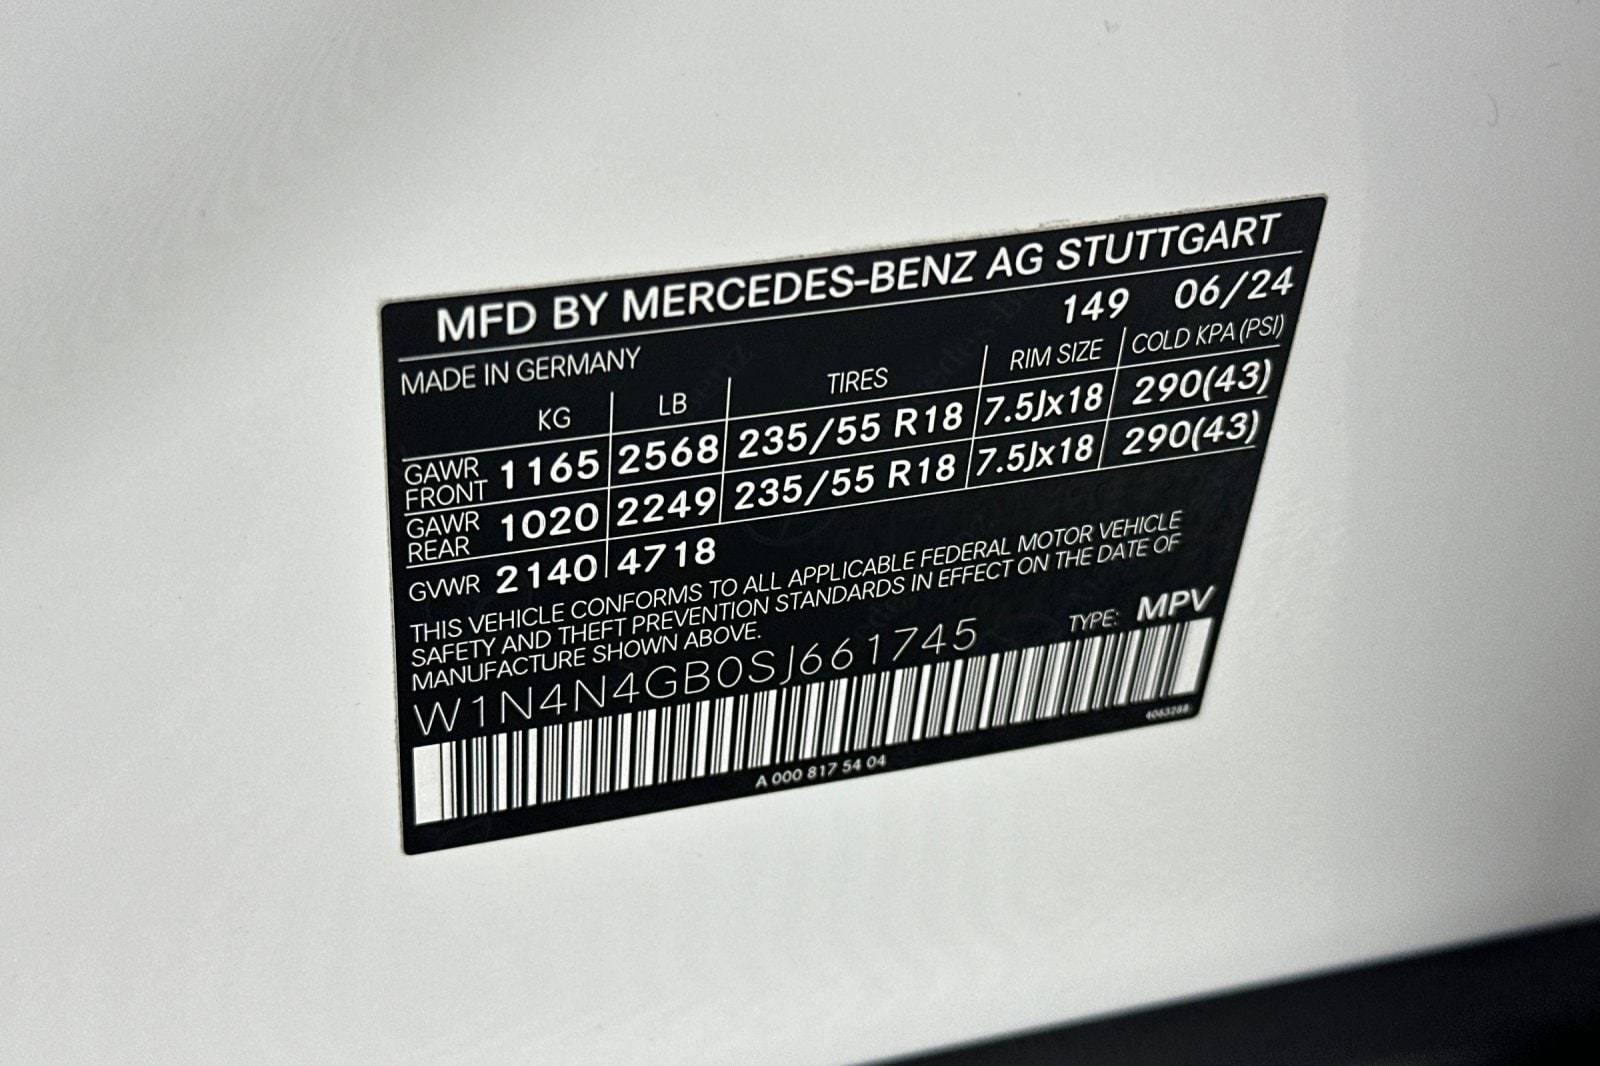 MFD BY MERCEDES-BENZ AG STUTTGART
149 06/24
MADE IN GERMANY
KG LB TIRES RIM SIZE COLD KPA (PSI)
GAWR FRONT 1165 2568 235/55 R18 7.5Jx18 290(43)
GAWR REAR 1020 2249 235/55 R18 7.5Jx18 290(43)
GVWR 2140 4718
THIS VEHICLE CONFORMS TO ALL APPLICABLE FEDERAL MOTOR VEHICLE
SAFETY AND THEFT PREVENTION STANDARDS IN EFFECT ON THE DATE OF
MANUFACTURE SHOWN ABOVE.
W1N4N4GB0SJ661745 TYPE: MPV
4063288
A 000 817 54 04